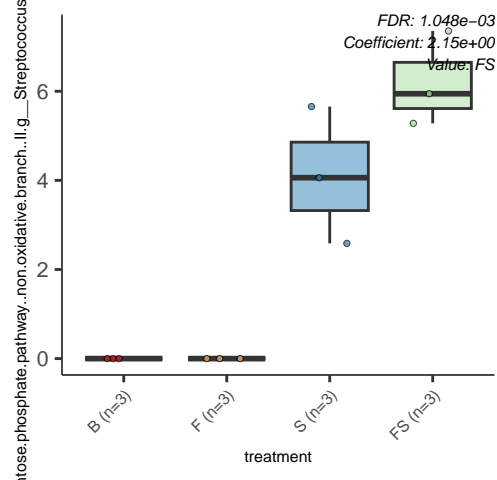 FDR: 1.048e−03
Coefficient: 2.15e+00
Value: FS
tose.phosphate.pathway..non.oxidative.branch..II.g__Streptococcus
6
4
2
0
B (n=3)
F (n=3)
S (n=3)
FS (n=3)
treatment